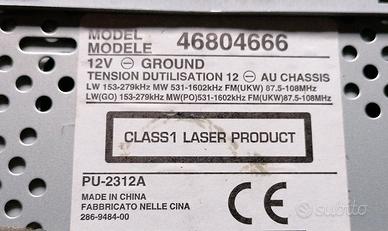 MODEL
MODELE 46804666
12V ⎓ GROUND
TENSION DUTILISATION 12 ⎓ AU CHASSIS
LW 153-279kHz MW 531-1602kHz FM(UKW) 87.5-108MHz
LW(GO) 153-279kHz MW(PO)531-1602kHz FM(UKW)87.5-108MHz
CLASS1 LASER PRODUCT
PU-2312A
MADE IN CHINA
FABBRICATO NELLE CINA
286-9484-00
CE
subito